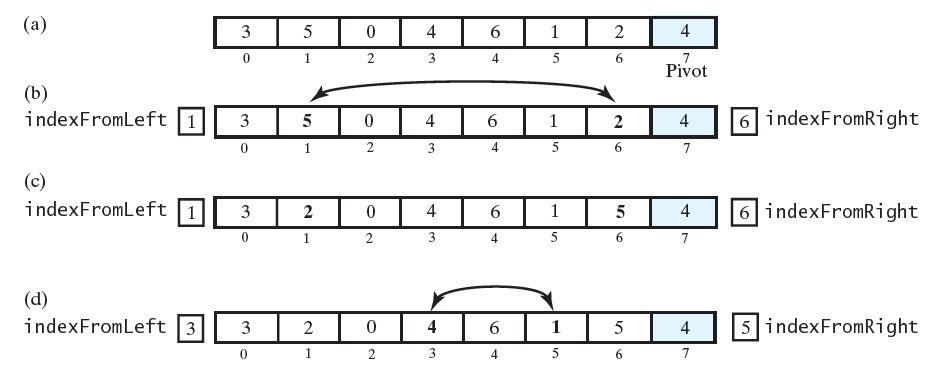 (a)
3 5 0 4 6 1 2 4
0 1 2 3 4 5 6 7
Pivot
(b)
indexFromLeft 1 3 5 0 4 6 1 2 4 6 indexFromRight
0 1 2 3 4 5 6 7
(c)
indexFromLeft 1 3 2 0 4 6 1 5 4 6 indexFromRight
0 1 2 3 4 5 6 7
(d)
indexFromLeft 3 3 2 0 4 6 1 5 4 5 indexFromRight
0 1 2 3 4 5 6 7